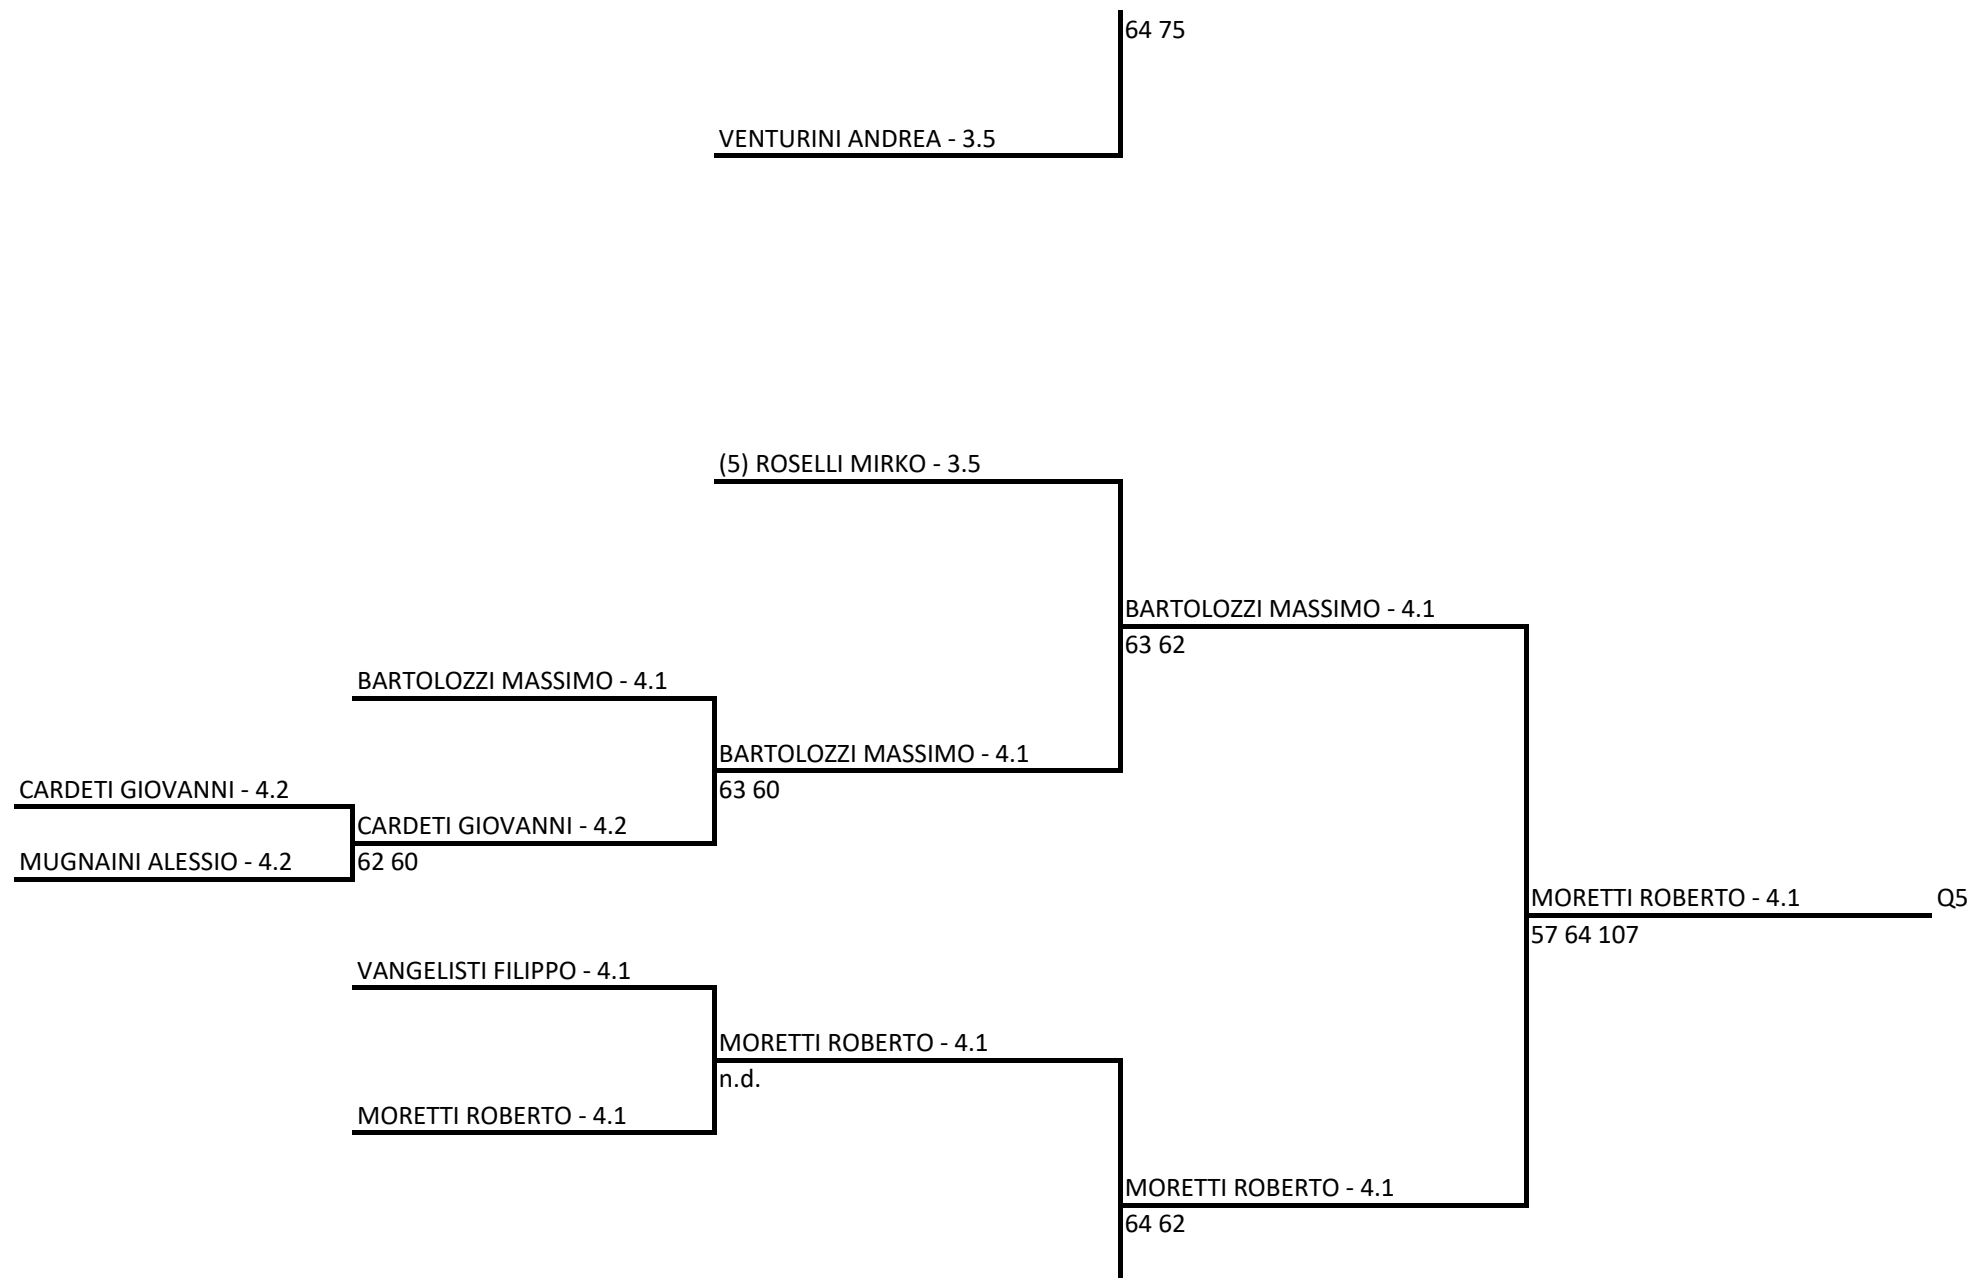 64 75
VENTURINI ANDREA - 3.5
(5) ROSELLI MIRKO - 3.5
BARTOLOZZI MASSIMO - 4.1
63 62
BARTOLOZZI MASSIMO - 4.1
BARTOLOZZI MASSIMO - 4.1
63 60
CARDETI GIOVANNI - 4.2
CARDETI GIOVANNI - 4.2
62 60
MUGNAINI ALESSIO - 4.2
MORETTI ROBERTO - 4.1 Q5
57 64 107
VANGELISTI FILIPPO - 4.1
MORETTI ROBERTO - 4.1
n.d.
MORETTI ROBERTO - 4.1
MORETTI ROBERTO - 4.1
64 62